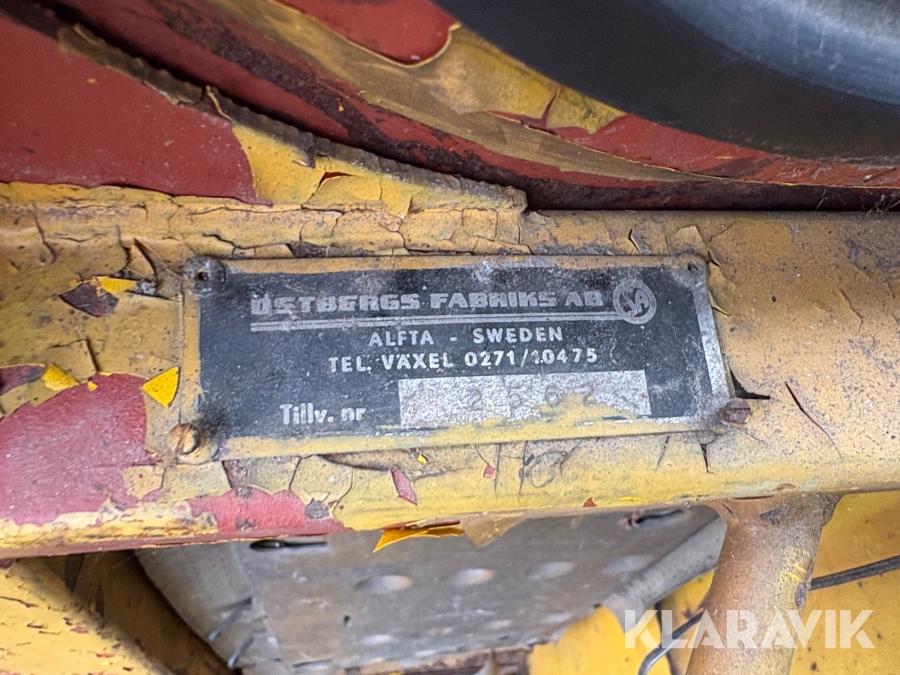 ÖSTBERGS FABRIKS AB
ALFTA - SWEDEN
TEL. VÄXEL 0271/10475
Tillv. nr
KLARAVIK